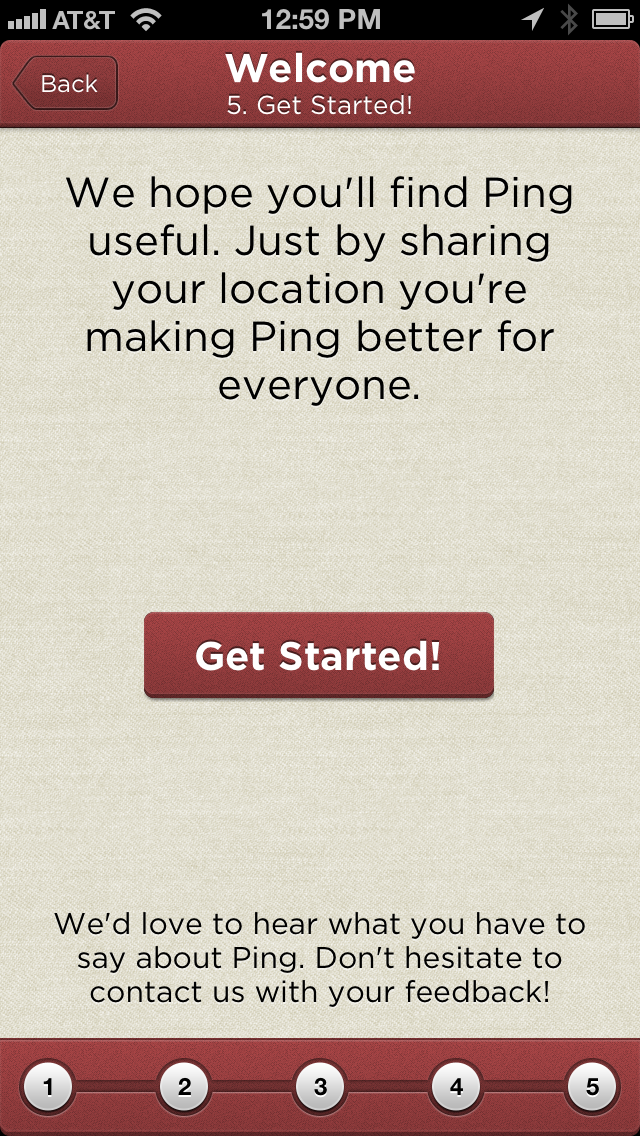 AT&T 12:59 PM
Back
Welcome
5. Get Started!
We hope you'll find Ping
useful. Just by sharing
your location you're
making Ping better for
everyone.
Get Started!
We'd love to hear what you have to
say about Ping. Don't hesitate to
contact us with your feedback!
1 2 3 4 5